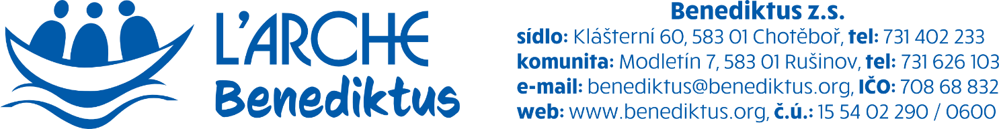 L'ARCHE
Benediktus
Benediktus z.s.
sídlo: Klášterní 60, 583 01 Chotěboř, tel: 731 402 233
komunita: Modletín 7, 583 01 Rušinov, tel: 731 626 103
e-mail: benediktus@benediktus.org, IČO: 708 68 832
web: www.benediktus.org, č.ú.: 15 54 02 290 / 0600